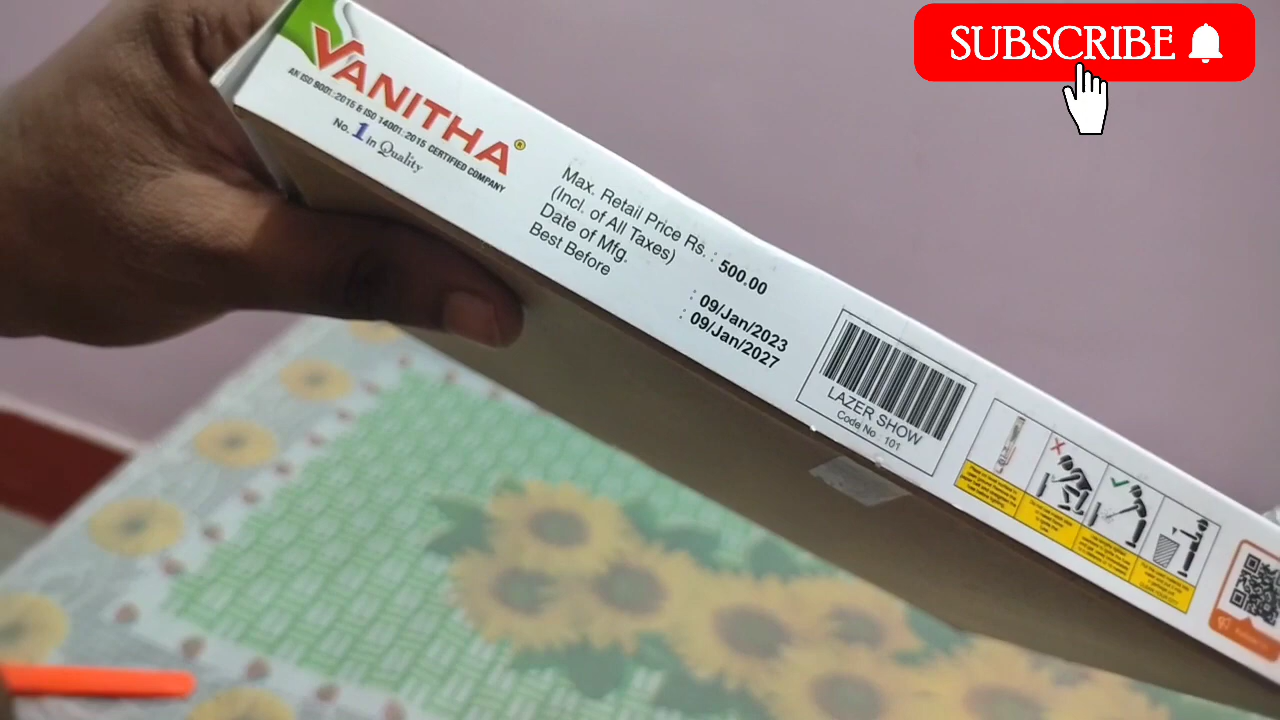 SUBSCRIBE
VANITHA®
AN ISO 9001:2015 & ISO 14001:2015 CERTIFIED COMPANY
No. 1 in Quality
Max. Retail Price Rs. : 500.00
(Incl. of All Taxes)
Date of Mfg. : 09/Jan/2023
Best Before : 09/Jan/2027
LAZER SHOW
Code No 101